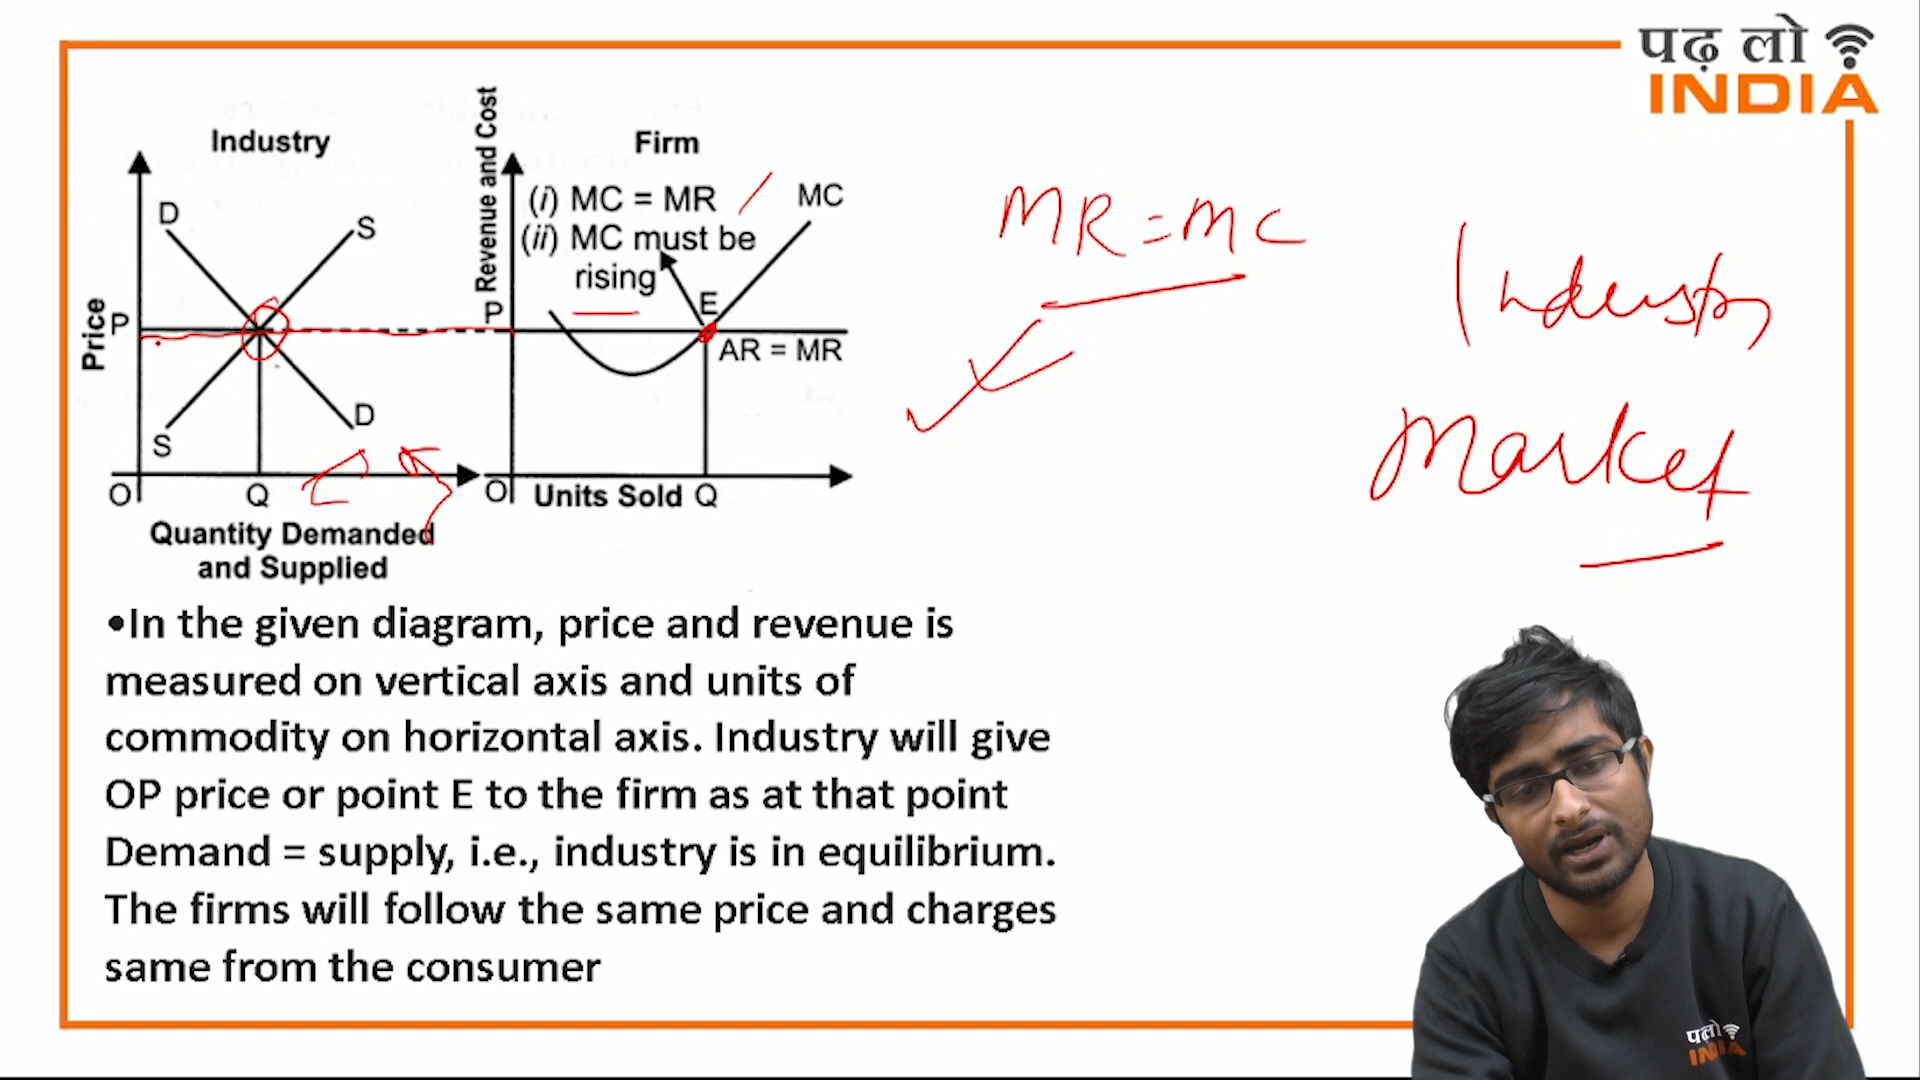 पढ़ लो
INDIA
Industry
Firm
Price
Revenue and Cost
D
S
P
S
D
O
Q
Quantity Demanded
and Supplied
(i) MC = MR
(ii) MC must be
rising
MC
P
E
AR = MR
O
Units Sold
Q
MR = MC
Industry
Market
•In the given diagram, price and revenue is
measured on vertical axis and units of
commodity on horizontal axis. Industry will give
OP price or point E to the firm as at that point
Demand = supply, i.e., industry is in equilibrium.
The firms will follow the same price and charges
same from the consumer
पढ़ लो
INDIA